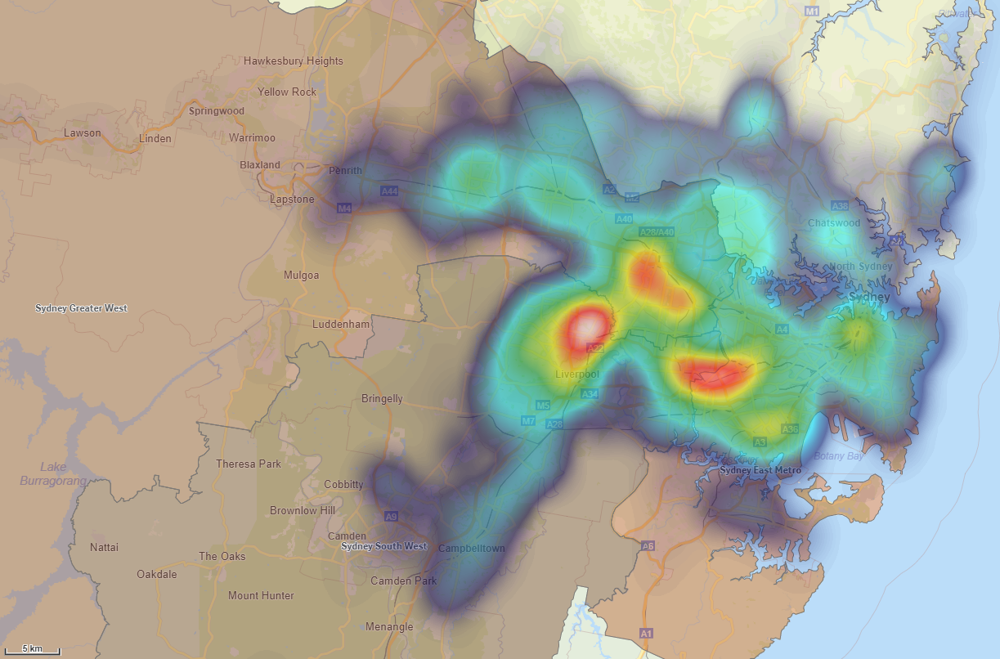 M1
Pittwater
Hawkesbury Heights
Yellow Rock
Springwood
Lawson
Linden
Warrimoo
Blaxland
Penrith
A44
A2
M2
Lapstone
M4
A40
A38
Chatswood
A28/A40
North Sydney
Mulgoa
Sydney
Sydney Greater West
Luddenham
A4
A22
Liverpool
A34
Bringelly
M5
M7
A28
A36
A3
Botany Bay
Theresa Park
Lake
Burragorang
Sydney East Metro
Cobbitty
Brownlow Hill
A9
Camden
Sydney South West
Nattai
Campbelltown
A6
The Oaks
Oakdale
Camden Park
Mount Hunter
Menangle
A1
5 km